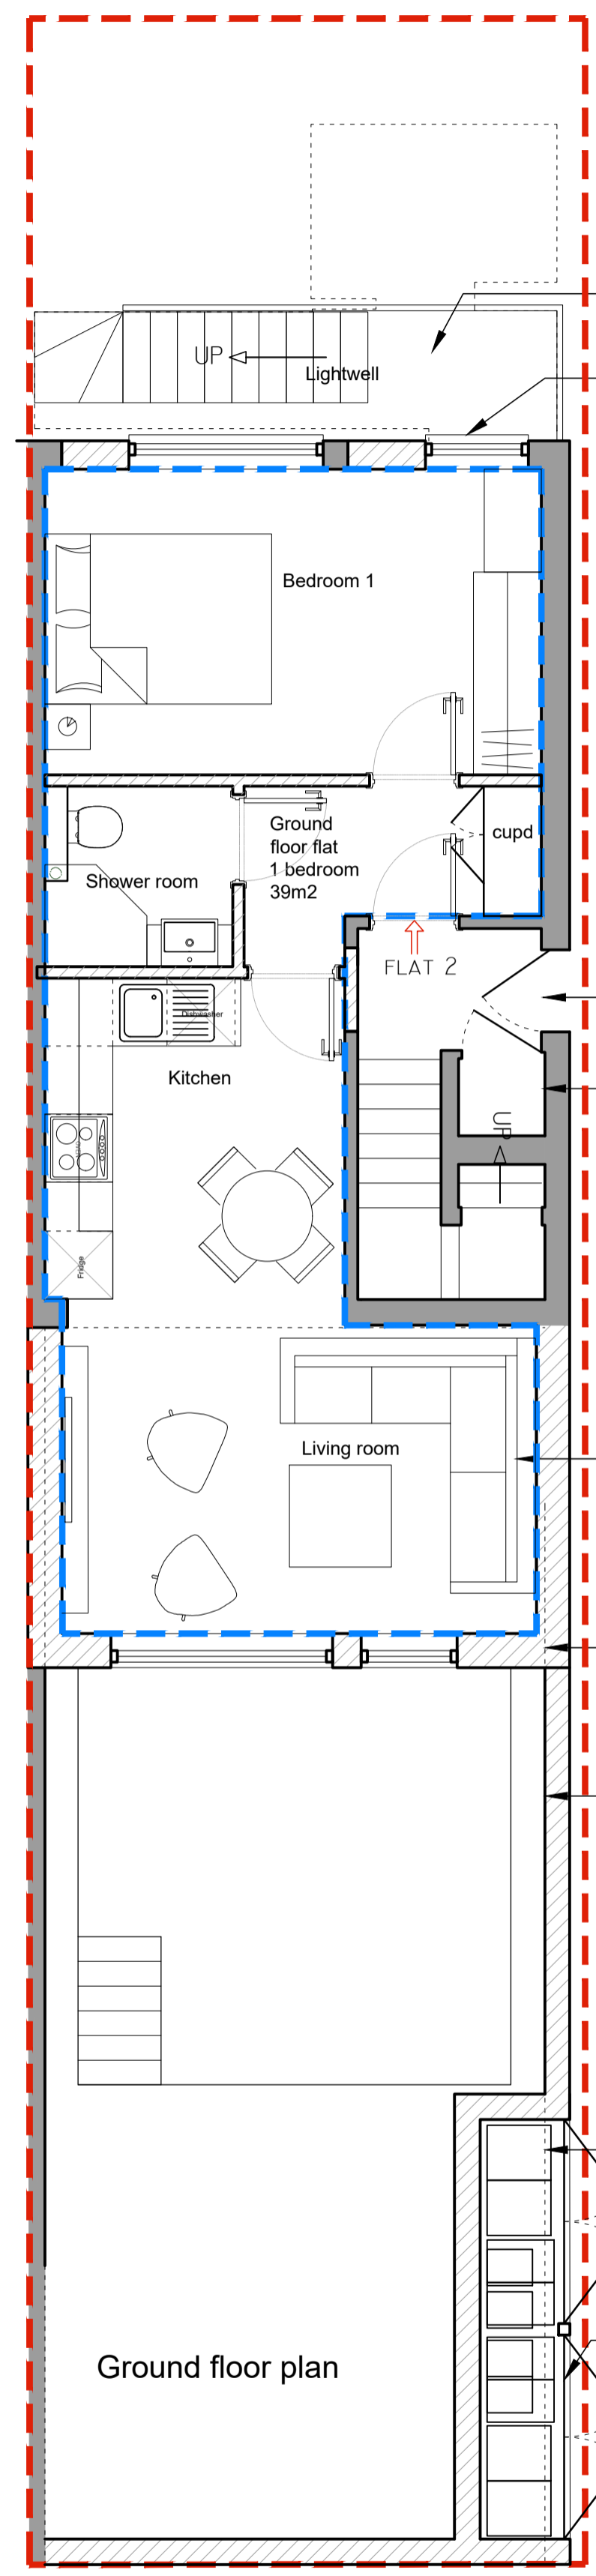 UP
Lightwell
Bedroom 1
Ground
floor flat
1 bedroom
39m2
cupd
Shower room
FLAT 2
Dishwasher
Kitchen
UP
Fridge
Living room
Ground floor plan